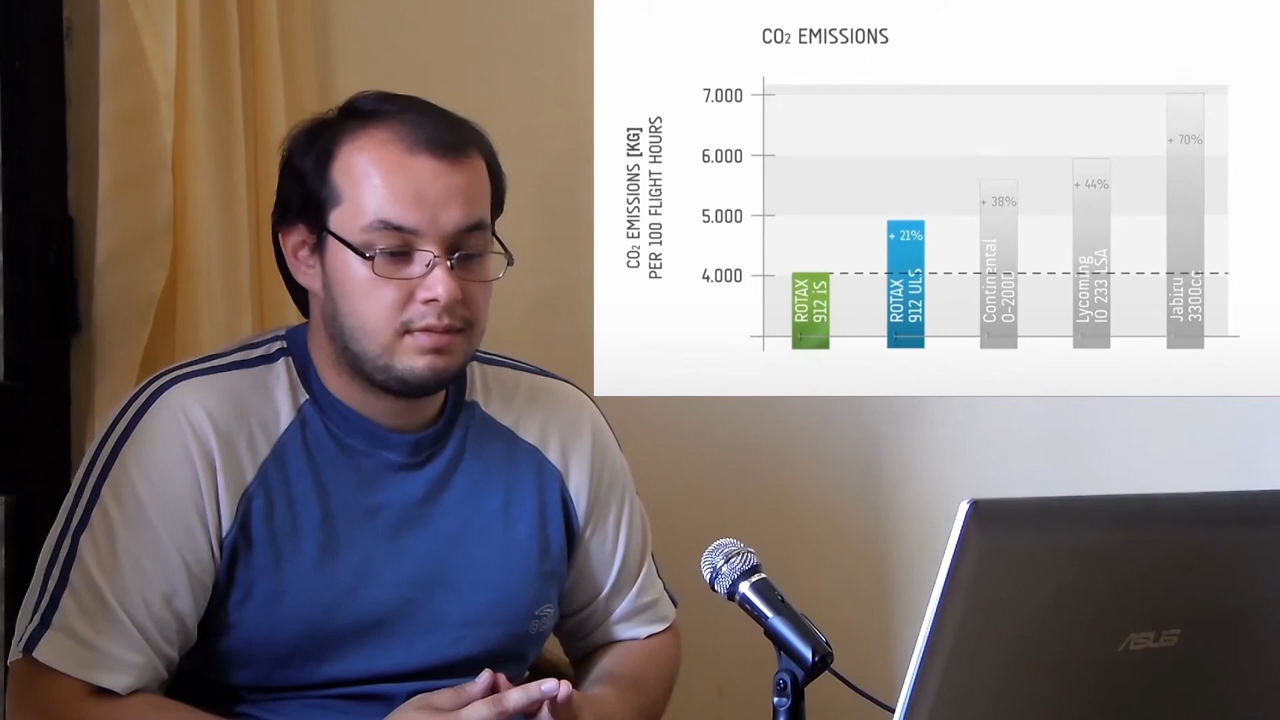 CO₂ EMISSIONS
CO₂ EMISSIONS [KG]
PER 100 FLIGHT HOURS
7.000
6.000
5.000
4.000
+ 21%
+ 38%
+ 44%
+ 70%
ROTAX
912 iS
ROTAX
912 ULS
Continental
O-200D
Lycoming
IO 233 LSA
Jabiru
3300cc
ASUS